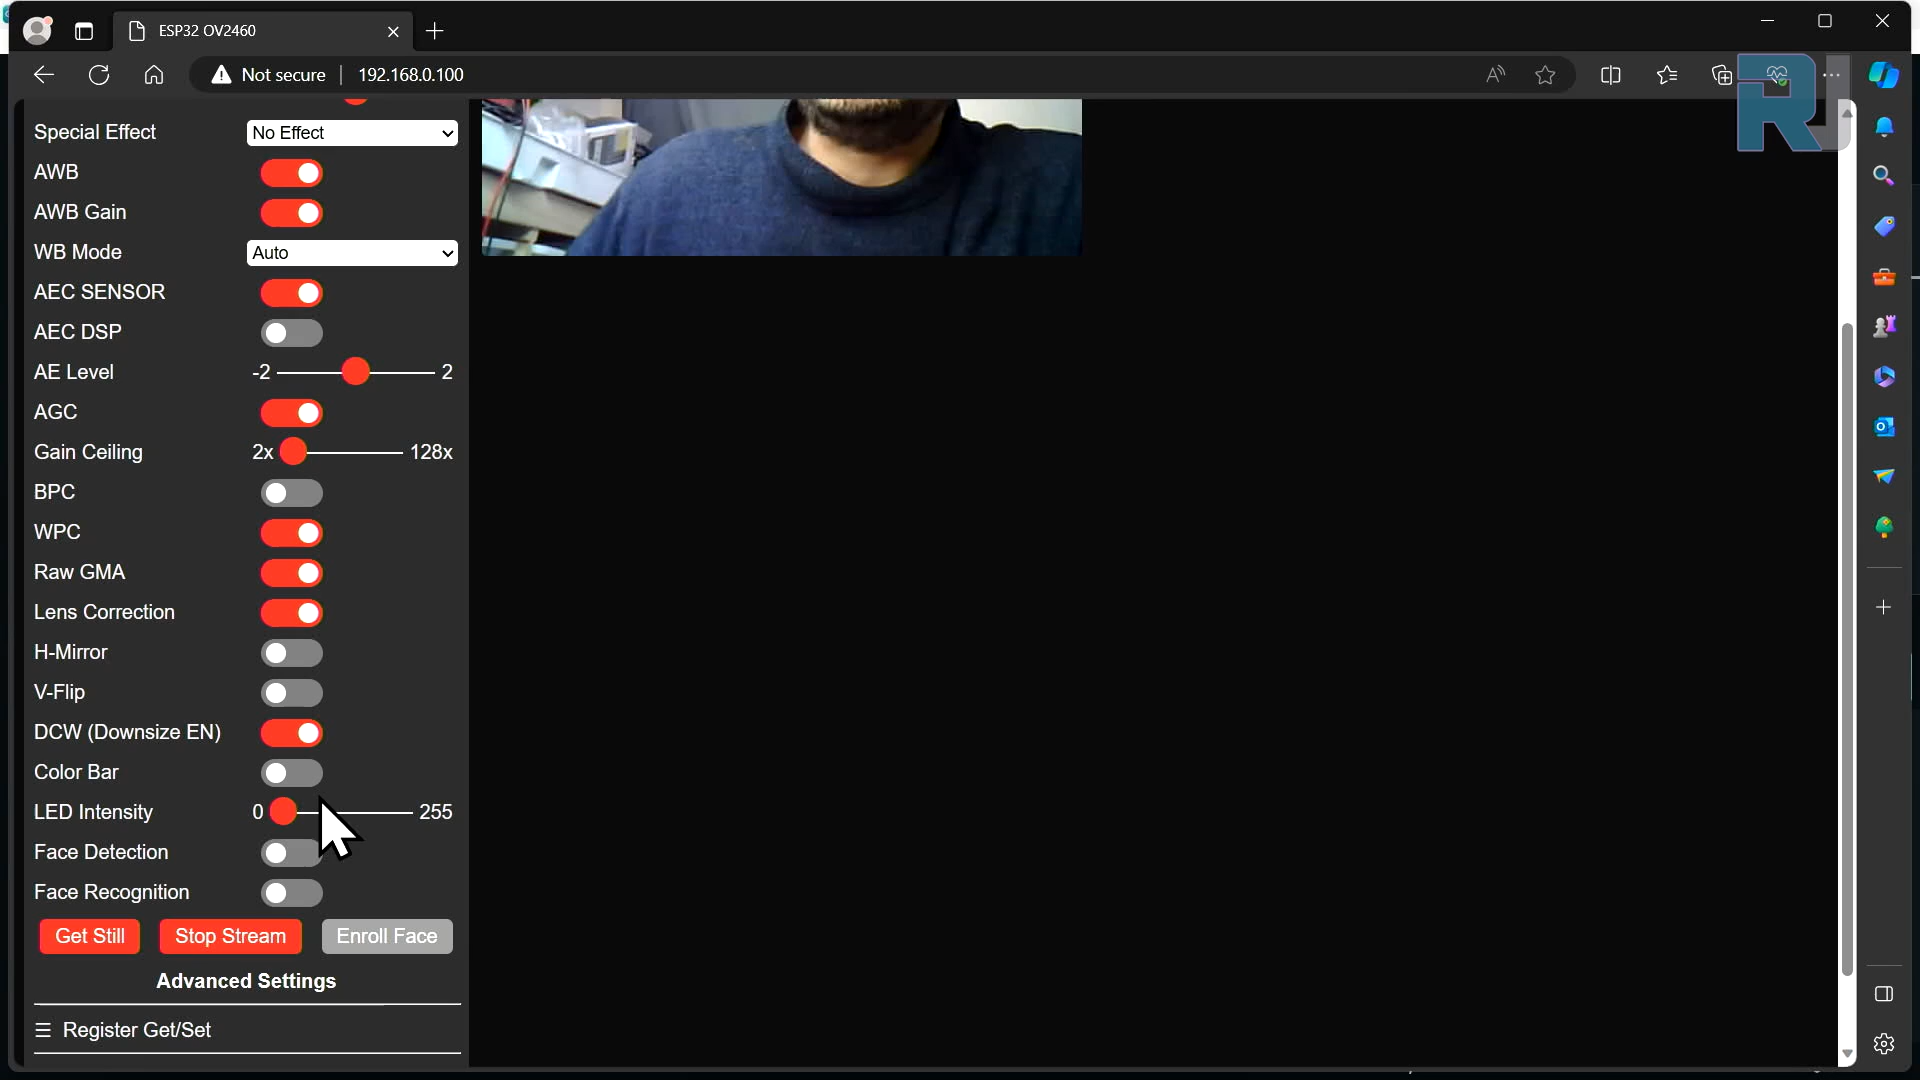 ESP32 OV2460
Not secure 192.168.0.100
RJ
Special Effect No Effect
AWB
AWB Gain
WB Mode Auto
AEC SENSOR
AEC DSP
AE Level -2 2
AGC
Gain Ceiling 2x 128x
BPC
WPC
Raw GMA
Lens Correction
H-Mirror
V-Flip
DCW (Downsize EN)
Color Bar
LED Intensity 0 255
Face Detection
Face Recognition
Get Still Stop Stream Enroll Face
Advanced Settings
☰ Register Get/Set